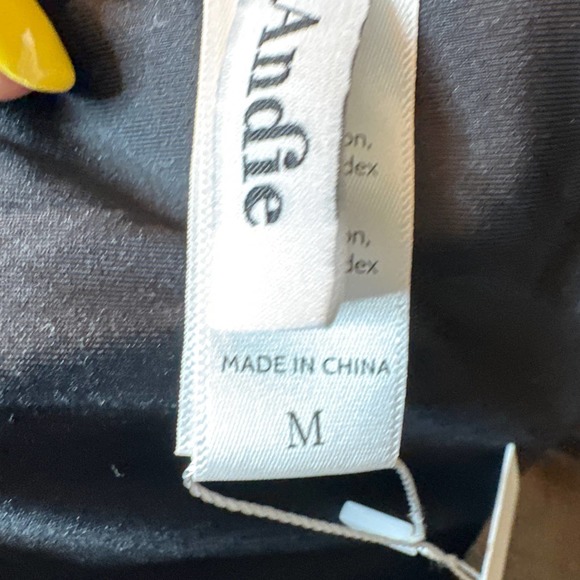 Andie
on,
dex
on,
dex
MADE IN CHINA
M